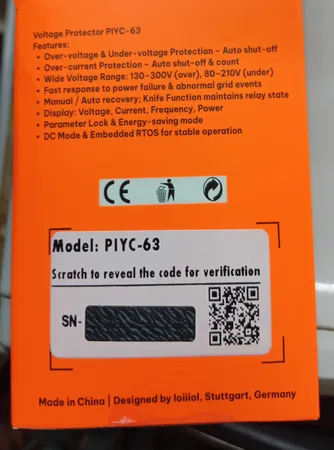 Voltage Protector PIYC-63
Features:
• Over-voltage & Under-voltage Protection - Auto shut-off
• Over-current Protection - Auto shut-off & count
• Wide Voltage Range: 130-300V (over), 80-210V (under)
• Fast response to power failure & abnormal grid events
• Manual / Auto recovery; Knife Function maintains relay state
• Display: Voltage, Current, Frequency, Power
• Parameter Lock & Energy-saving mode
• DC Mode & Embedded RTOS for stable operation
CE
Model: PIYC-63
Scratch to reveal the code for verification
SN-
Made in China | Designed by loiiiol, Stuttgart, Germany